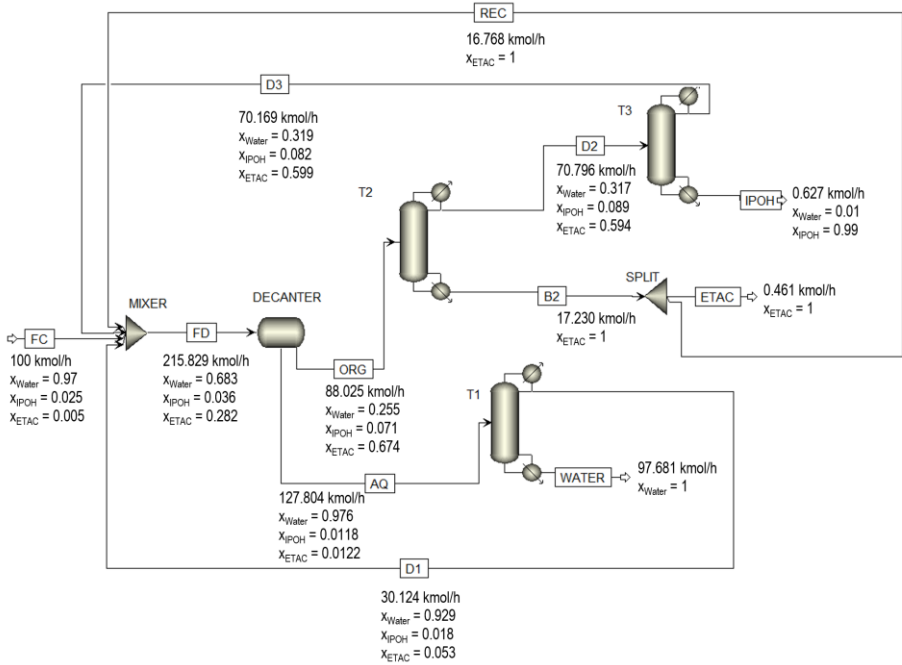 REC
16.768 kmol/h
xETAC = 1
D3
70.169 kmol/h
xWater = 0.319
xIPOH = 0.082
xETAC = 0.599
T3
D2
70.796 kmol/h
xWater = 0.317
xIPOH = 0.089
xETAC = 0.594
IPOH
0.627 kmol/h
xWater = 0.01
xIPOH = 0.99
T2
SPLIT
B2
17.230 kmol/h
xETAC = 1
ETAC
0.461 kmol/h
xETAC = 1
MIXER
DECANTER
FC
100 kmol/h
xWater = 0.97
xIPOH = 0.025
xETAC = 0.005
FD
215.829 kmol/h
xWater = 0.683
xIPOH = 0.036
xETAC = 0.282
ORG
88.025 kmol/h
xWater = 0.255
xIPOH = 0.071
xETAC = 0.674
T1
WATER
97.681 kmol/h
xWater = 1
AQ
127.804 kmol/h
xWater = 0.976
xIPOH = 0.0118
xETAC = 0.0122
D1
30.124 kmol/h
xWater = 0.929
xIPOH = 0.018
xETAC = 0.053